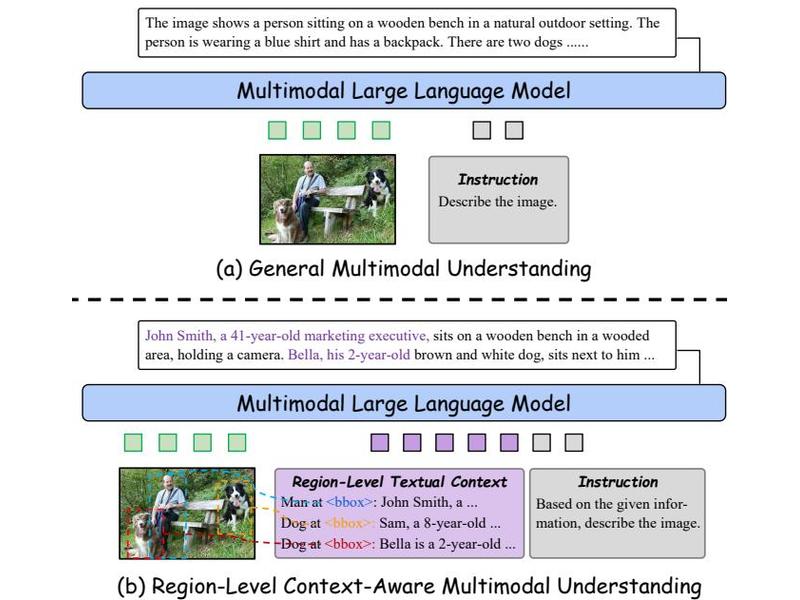 The image shows a person sitting on a wooden bench in a natural outdoor setting. The
person is wearing a blue shirt and has a backpack. There are two dogs ......
Multimodal Large Language Model
Instruction
Describe the image.
(a) General Multimodal Understanding
John Smith, a 41-year-old marketing executive, sits on a wooden bench in a wooded
area, holding a camera. Bella, his 2-year-old brown and white dog, sits next to him ...
Multimodal Large Language Model
Region-Level Textual Context
Man at <bbox>: John Smith, a ...
Dog at <bbox>: Sam, a 8-year-old ...
Dog at <bbox>: Bella is a 2-year-old ...
Instruction
Based on the given infor-
mation, describe the image.
(b) Region-Level Context-Aware Multimodal Understanding